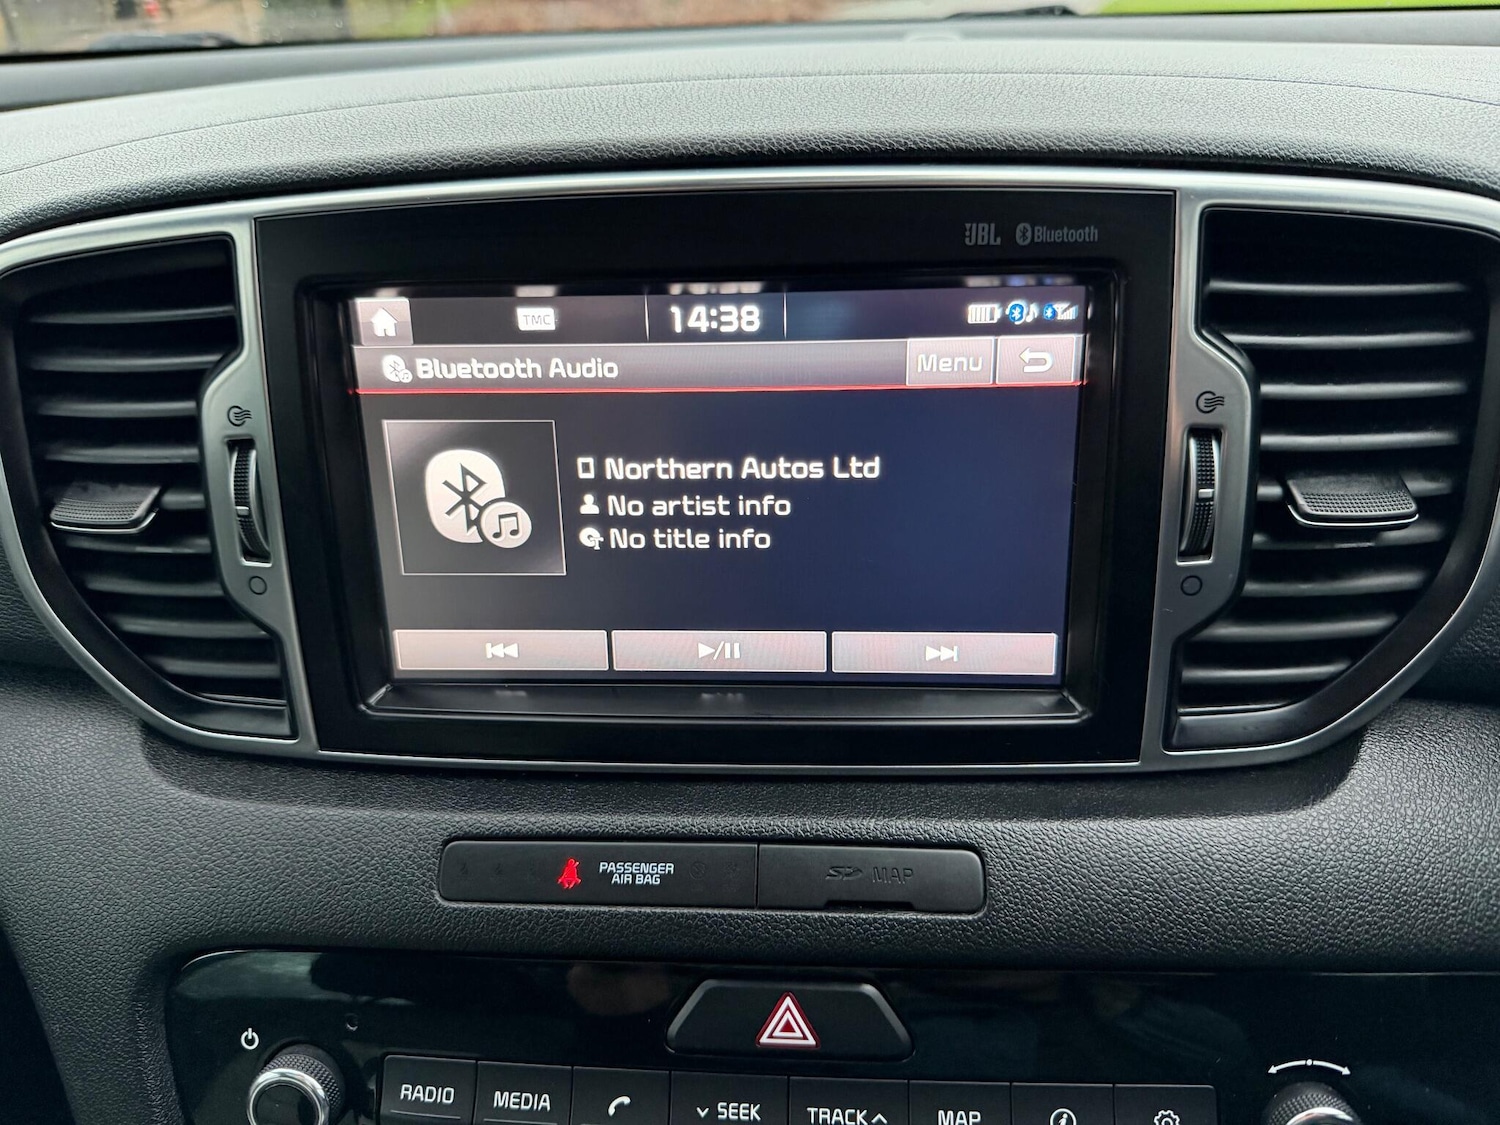 JBL Bluetooth
TMC 14:38
Bluetooth Audio Menu
Northern Autos Ltd
No artist info
No title info
PASSENGER
AIR BAG
SD MAP
RADIO MEDIA SEEK TRACK MAP